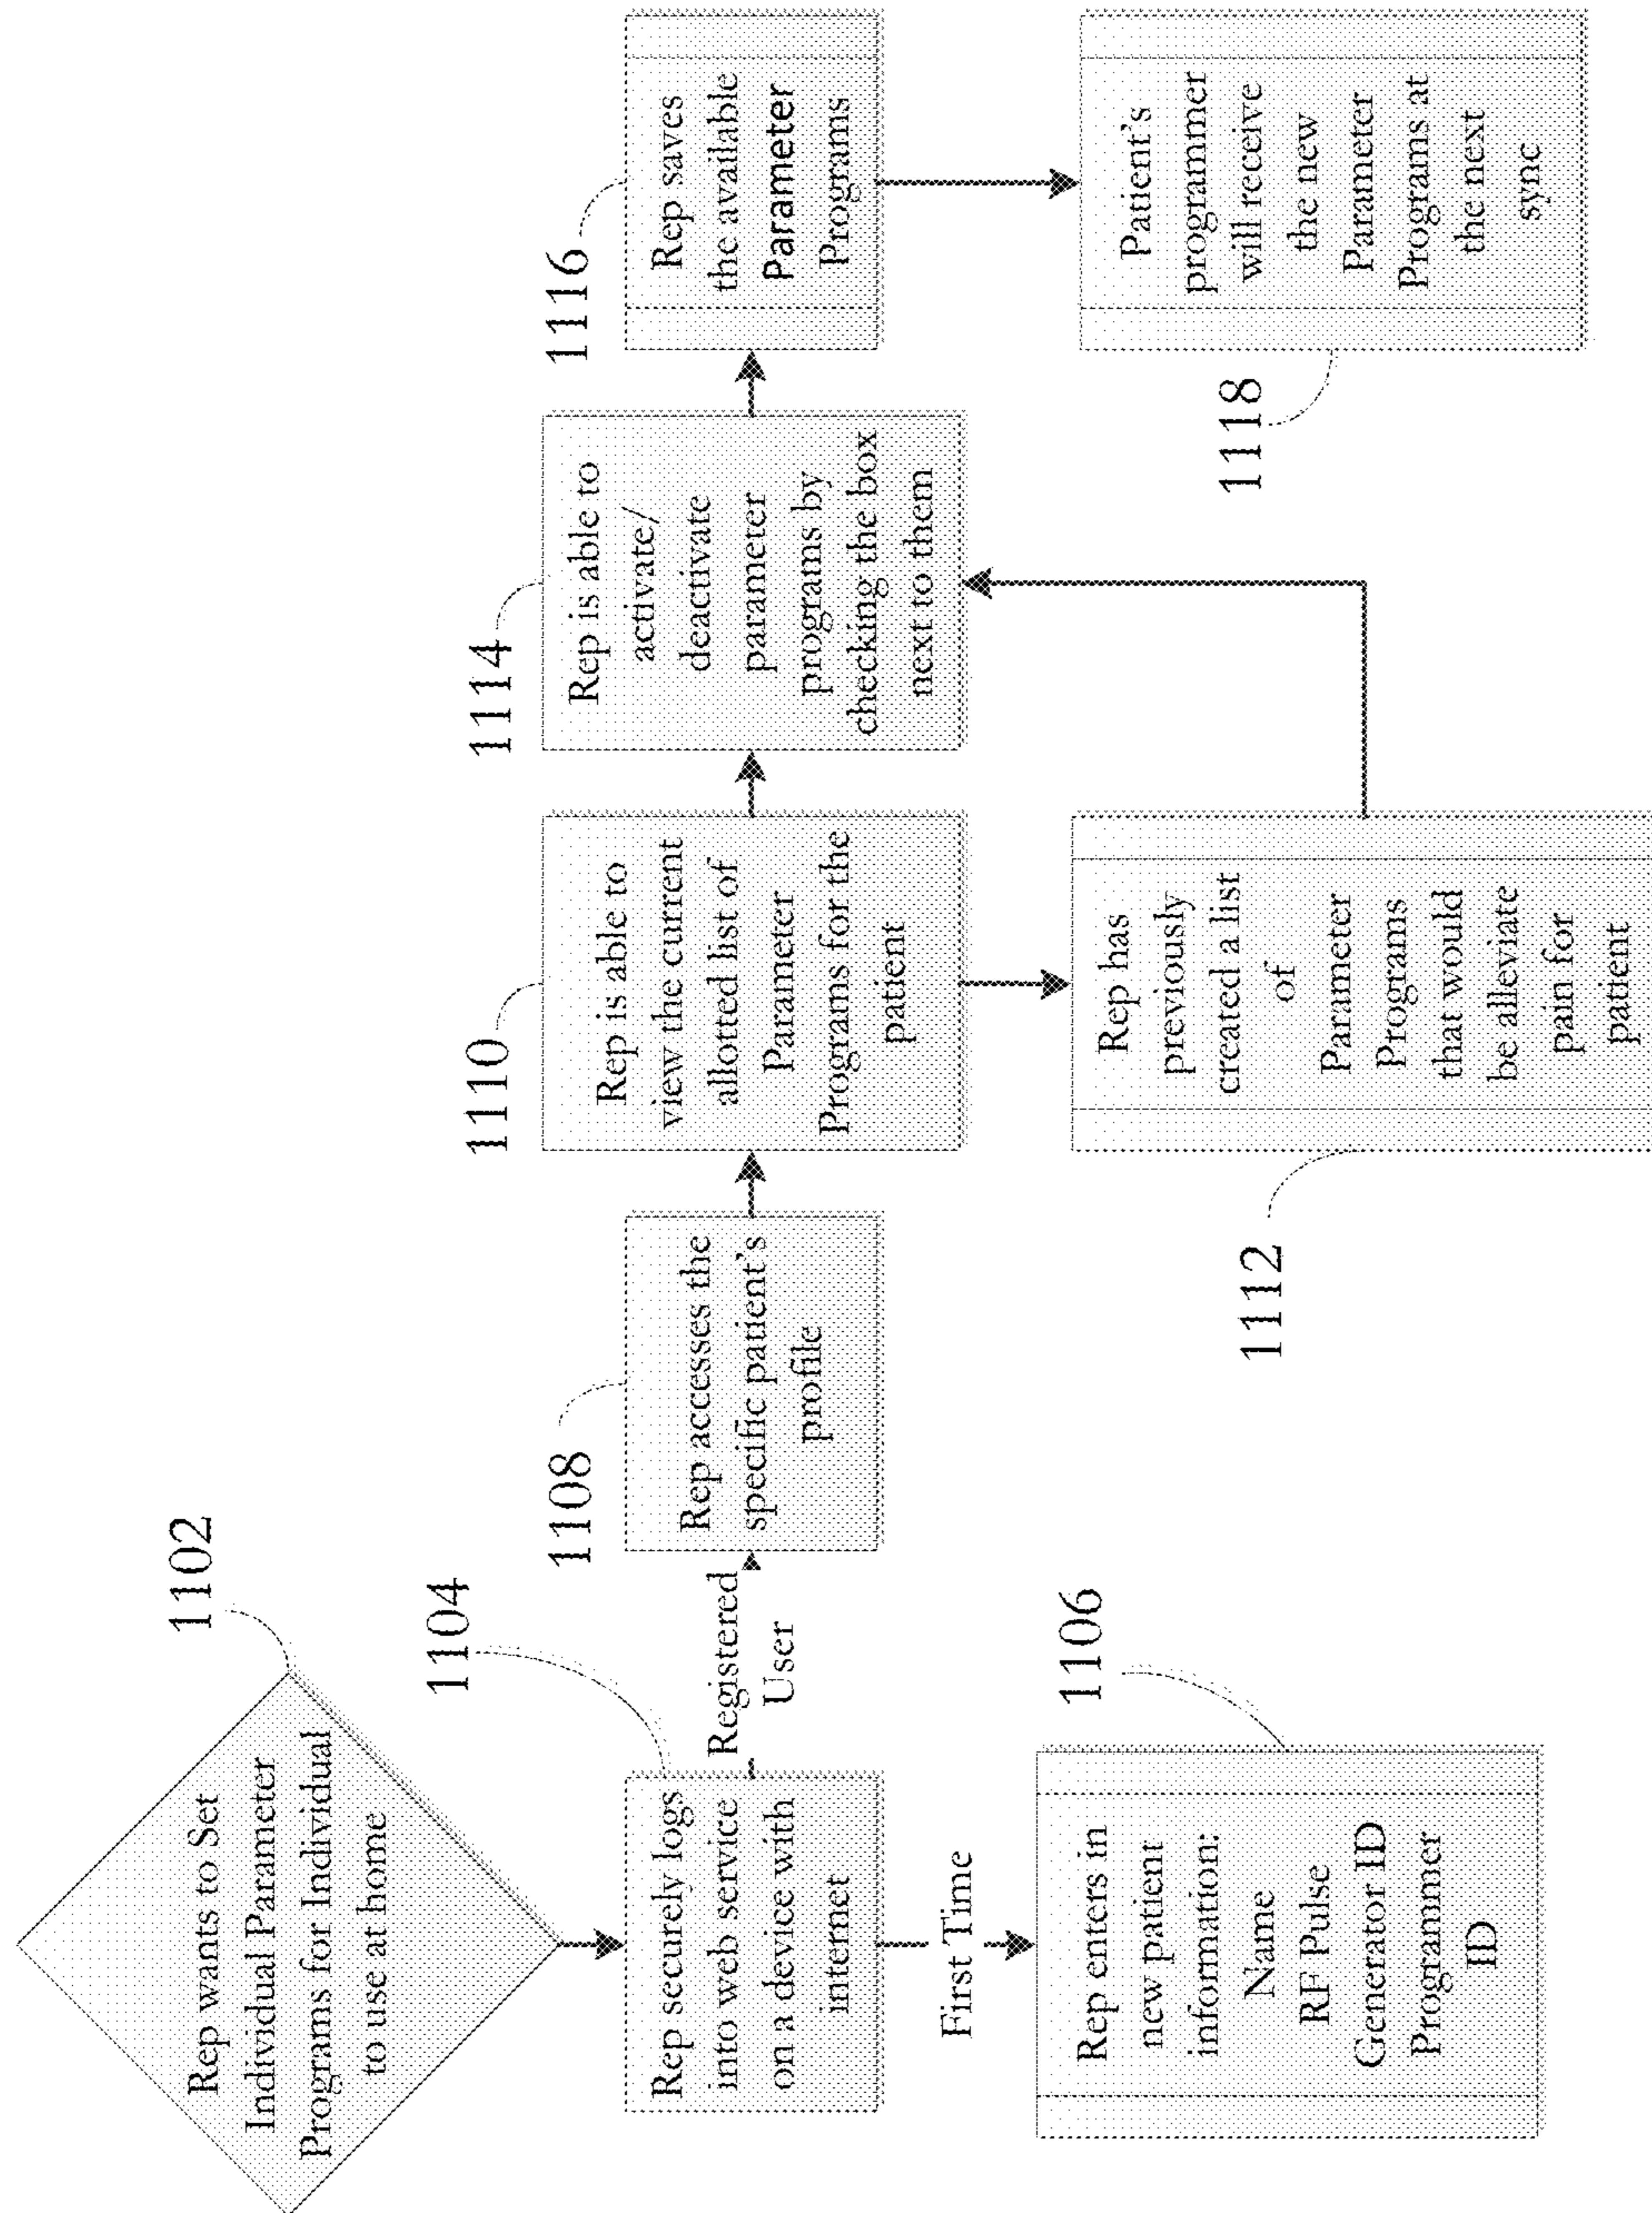 1102
Rep wants to Set
Individual Parameter
Programs for Individual
to use at home
1104
Rep securely logs
into web service
on a device with
internet
Registered
User
First Time
1106
Rep enters in
new patient
information:
Name
RF Pulse
Generator ID
Programmer
ID
1108
Rep accesses the
specific patient's
profile
1110
Rep is able to
view the current
allotted list of
Parameter
Programs for the
patient
1112
Rep has
previously
created a list
of
Parameter
Programs
that would
be alleviate
pain for
patient
1114
Rep is able to
activate/
deactivate
parameter
programs by
checking the box
next to them
1116
Rep saves
the available
Parameter
Programs
1118
Patient's
programmer
will receive
the new
Parameter
Programs at
the next
sync